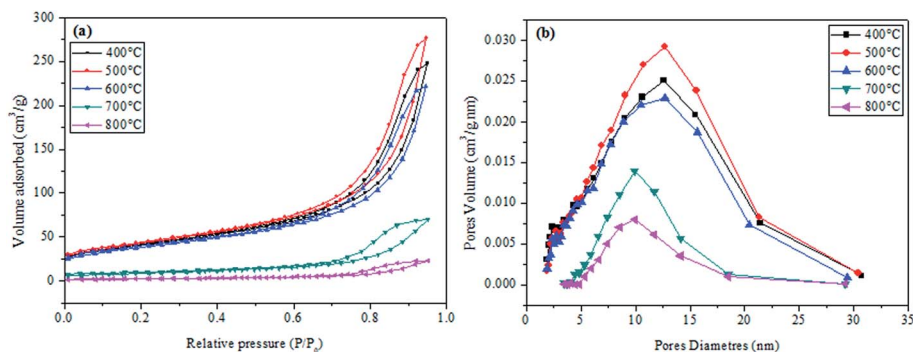 (a)
400°C
500°C
600°C
700°C
800°C
300
250
200
150
100
50
0
0.0
0.2
0.4
0.6
0.8
1.0
Volume adsorbed (cm³/g)
Relative pressure (P/P₀)
(b)
400°C
500°C
600°C
700°C
800°C
0.030
0.025
0.020
0.015
0.010
0.005
0.000
0
5
10
15
20
25
30
35
Pores Volume (cm³/g nm)
Pores Diametres (nm)